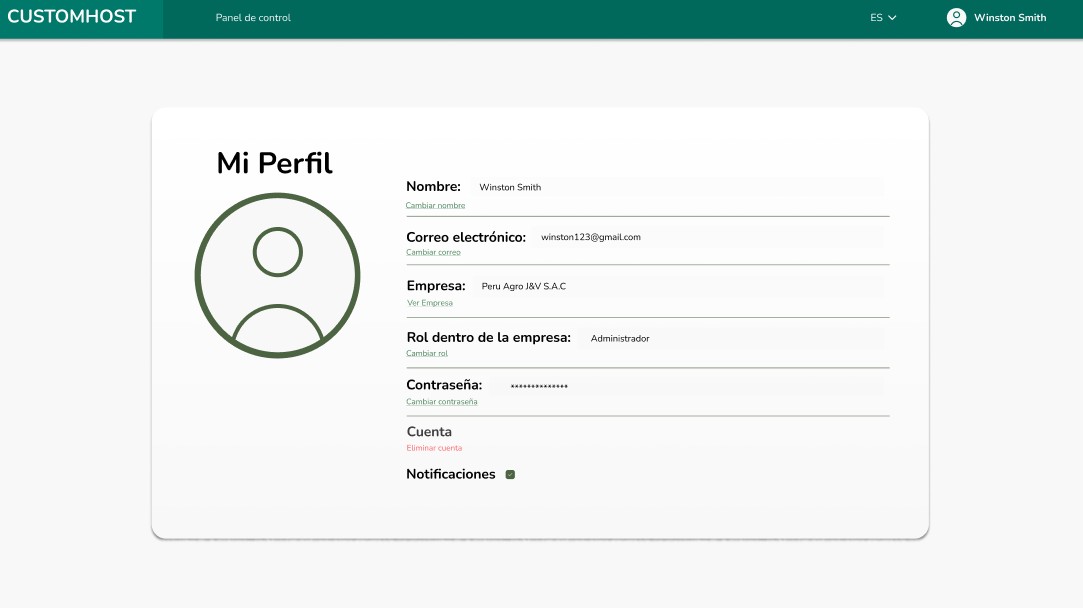 CUSTOMHOST
Panel de control
ES
Winston Smith
Mi Perfil
Nombre: Winston Smith
Cambiar nombre
Correo electrónico: winston123@gmail.com
Cambiar correo
Empresa: Peru Agro J&V S.A.C
Ver Empresa
Rol dentro de la empresa: Administrador
Cambiar rol
Contraseña: **************
Cambiar contraseña
Cuenta
Eliminar cuenta
Notificaciones